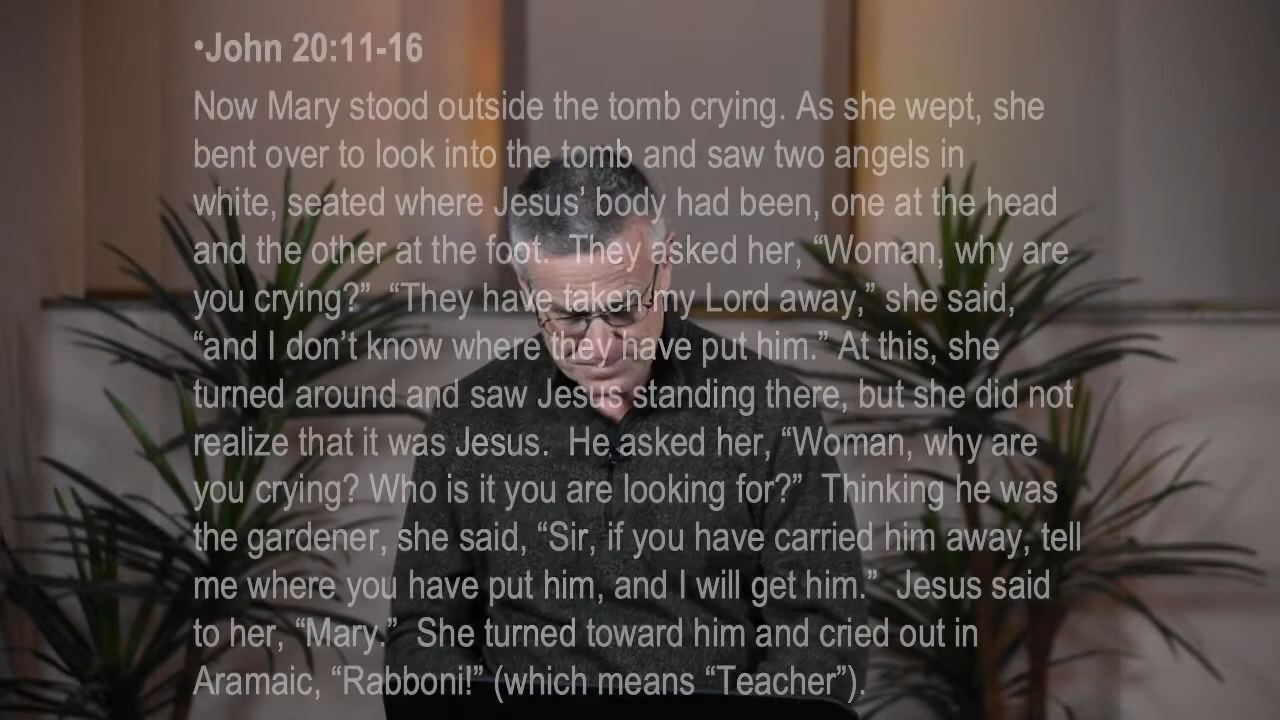 •John 20:11-16
Now Mary stood outside the tomb crying. As she wept, she
bent over to look into the tomb and saw two angels in
white, seated where Jesus’ body had been, one at the head
and the other at the foot.  They asked her, “Woman, why are
you crying?”  “They have taken my Lord away,” she said,
“and I don’t know where they have put him.” At this, she
turned around and saw Jesus standing there, but she did not
realize that it was Jesus.  He asked her, “Woman, why are
you crying? Who is it you are looking for?”  Thinking he was
the gardener, she said, “Sir, if you have carried him away, tell
me where you have put him, and I will get him.”  Jesus said
to her, “Mary.”  She turned toward him and cried out in
Aramaic, “Rabboni!” (which means “Teacher”).